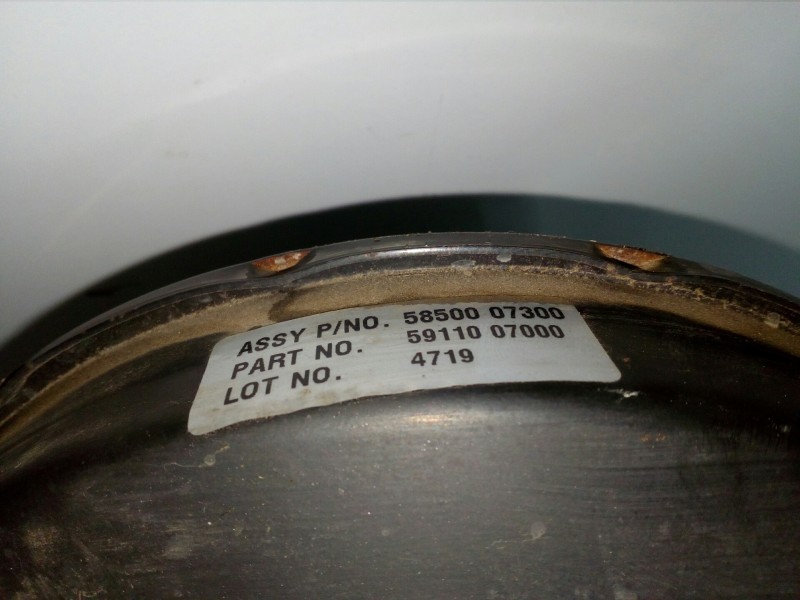 ASSY P/NO. 58500 07300
PART NO. 59110 07000
LOT NO. 4719